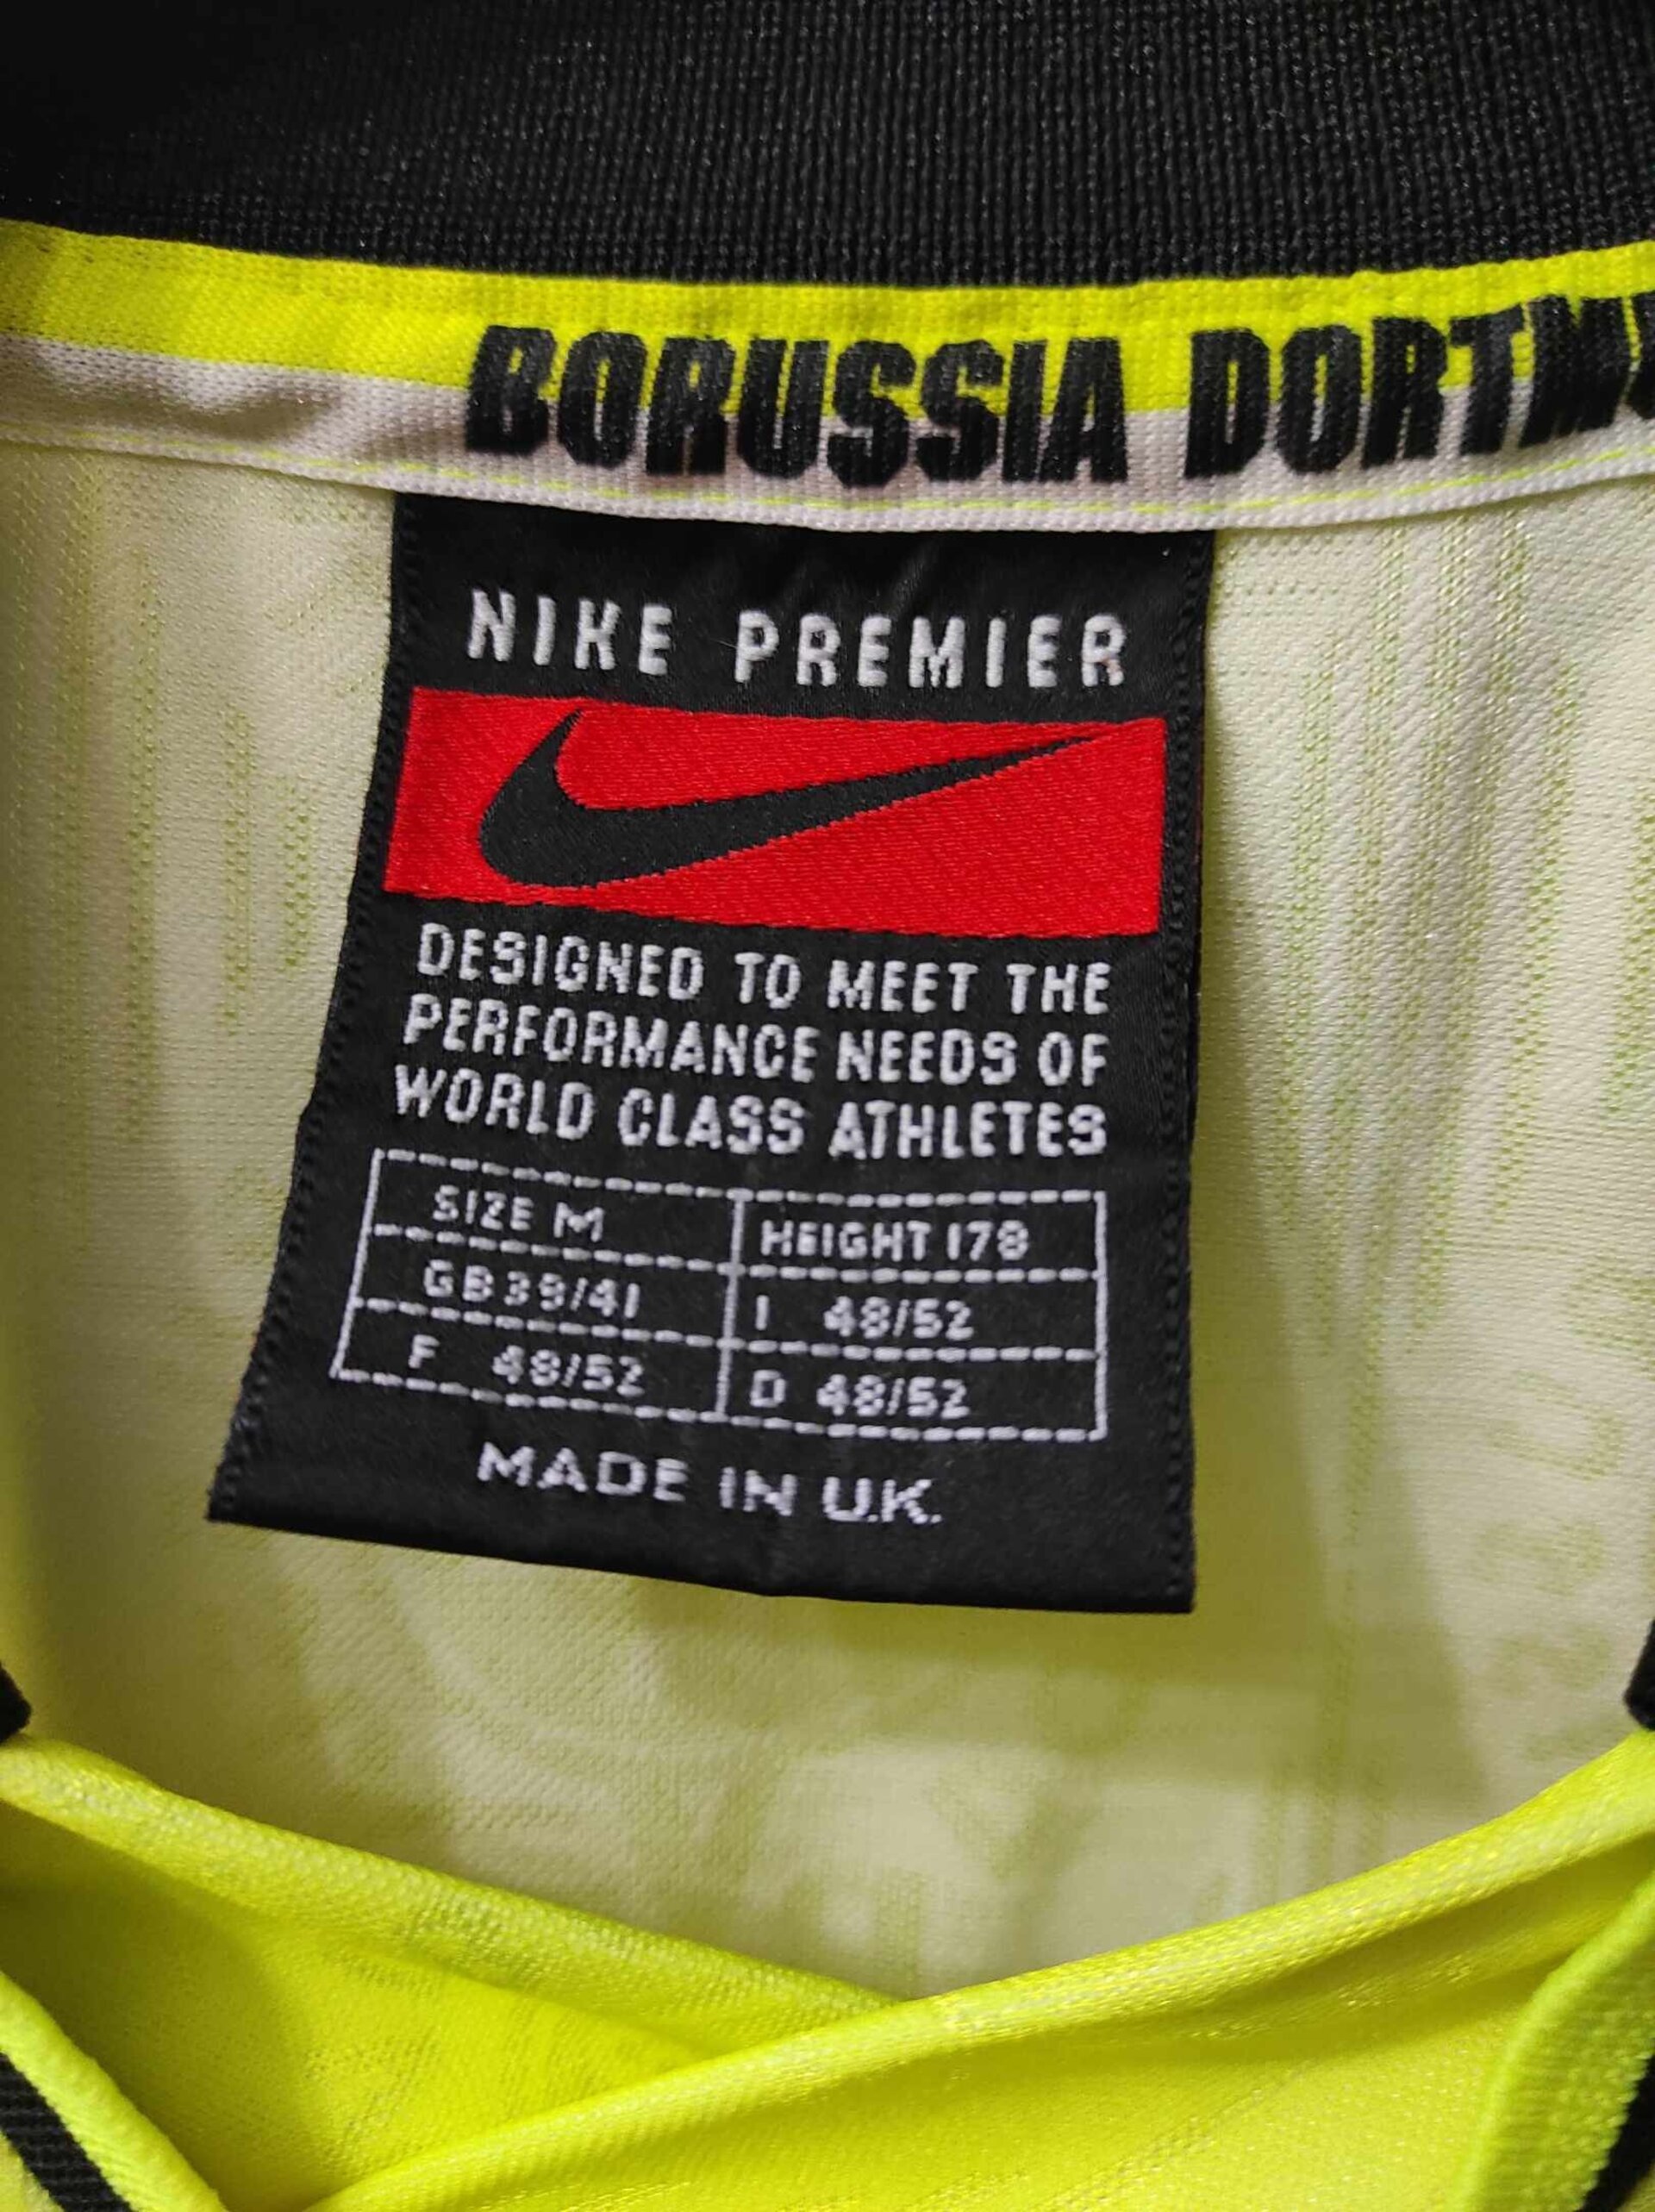 BORUSSIA DORTM
NIKE PREMIER
DESIGNED TO MEET THE
PERFORMANCE NEEDS OF
WORLD CLASS ATHLETES
SIZE M HEIGHT 178
GB 39/41 I 48/52
F 48/52 D 48/52
MADE IN U.K.